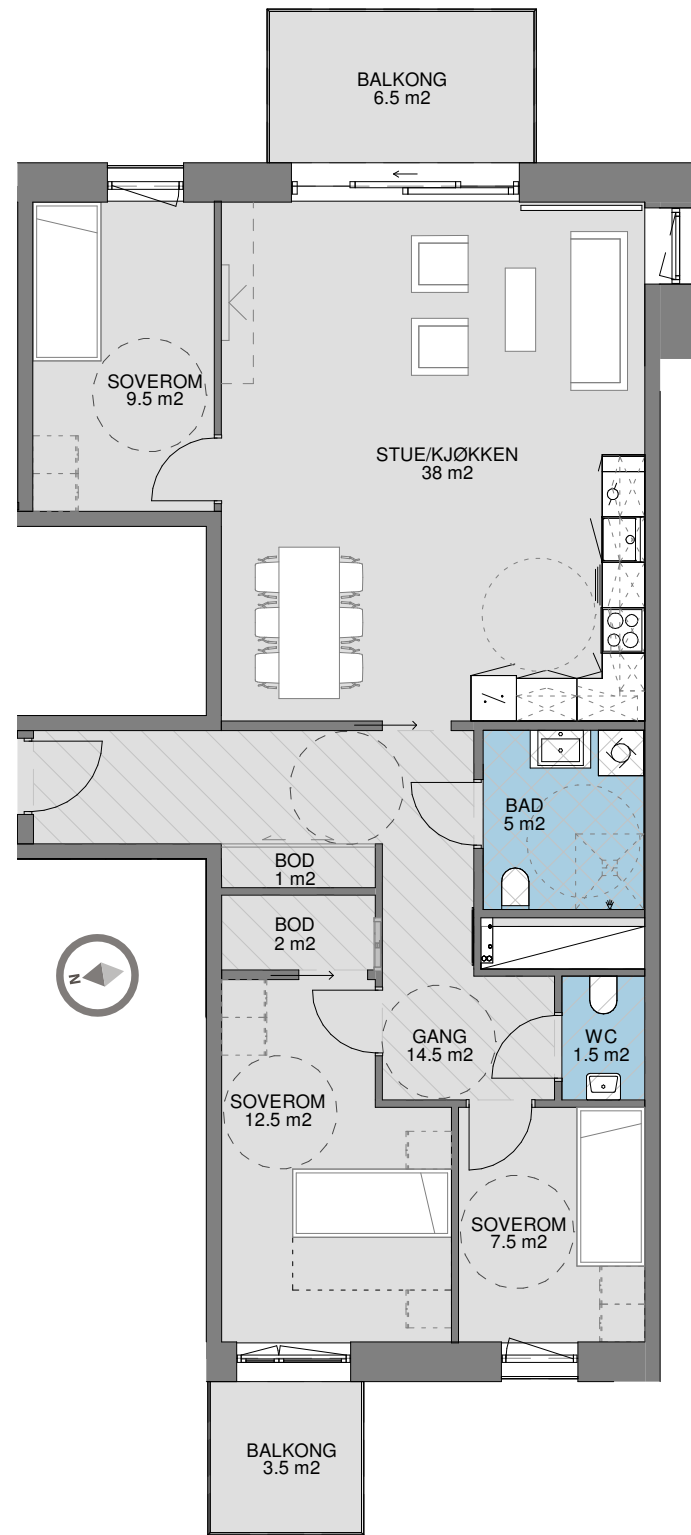 BALKONG
6.5 m2
SOVEROM
9.5 m2
STUE/KJØKKEN
38 m2
BAD
5 m2
BOD
1 m2
BOD
2 m2
N
GANG
14.5 m2
WC
1.5 m2
SOVEROM
12.5 m2
SOVEROM
7.5 m2
BALKONG
3.5 m2